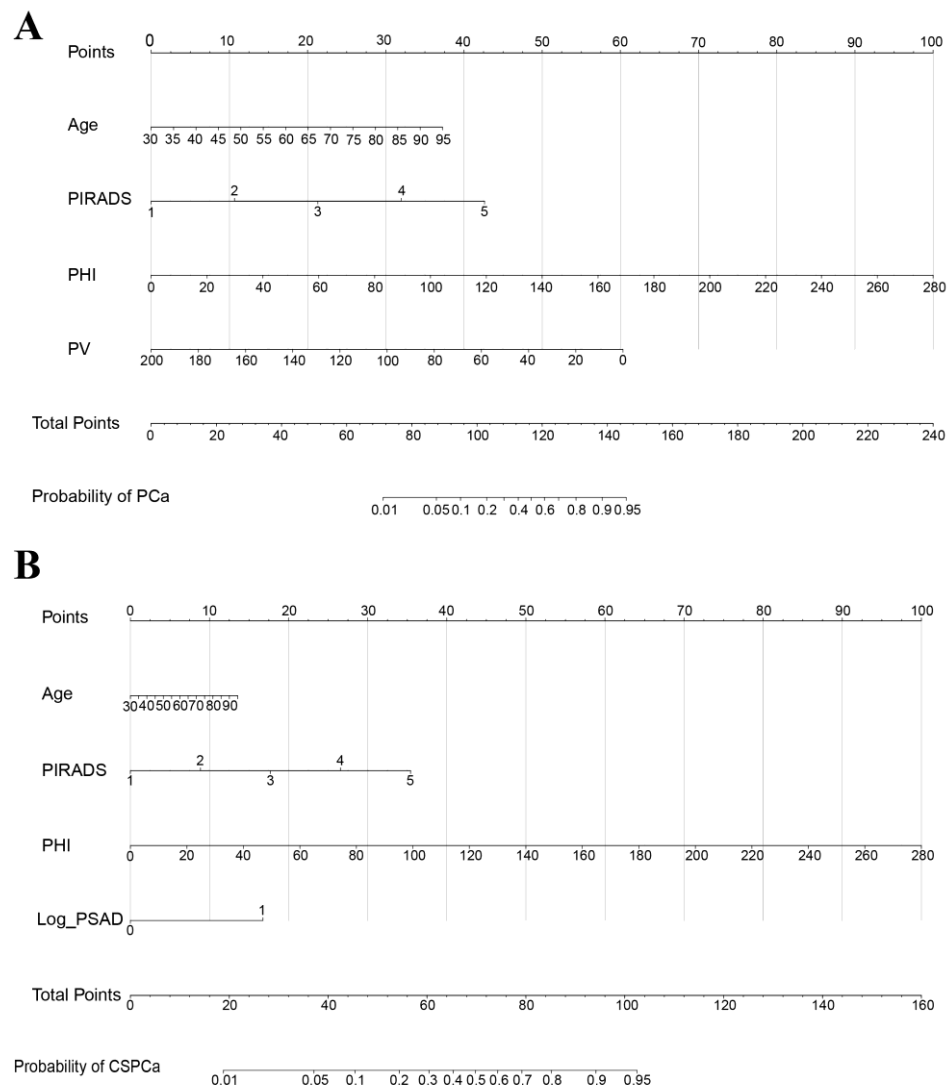 A
Points 0 10 20 30 40 50 60 70 80 90 100
Age
30 35 40 45 50 55 60 65 70 75 80 85 90 95
2 4
PIRADS
1 3 5
PHI
0 20 40 60 80 100 120 140 160 180 200 220 240 260 280
PV
200 180 160 140 120 100 80 60 40 20 0
Total Points
0 20 40 60 80 100 120 140 160 180 200 220 240
Probability of PCa
0.01 0.05 0.1 0.2 0.4 0.6 0.8 0.9 0.95
B
Points 0 10 20 30 40 50 60 70 80 90 100
Age
30 40 50 60 70 80 90
2 4
PIRADS
1 3 5
PHI
0 20 40 60 80 100 120 140 160 180 200 220 240 260 280
1
Log_PSAD
0
Total Points
0 20 40 60 80 100 120 140 160
Probability of CSPCa
0.01 0.05 0.1 0.2 0.3 0.4 0.5 0.6 0.7 0.8 0.9 0.95